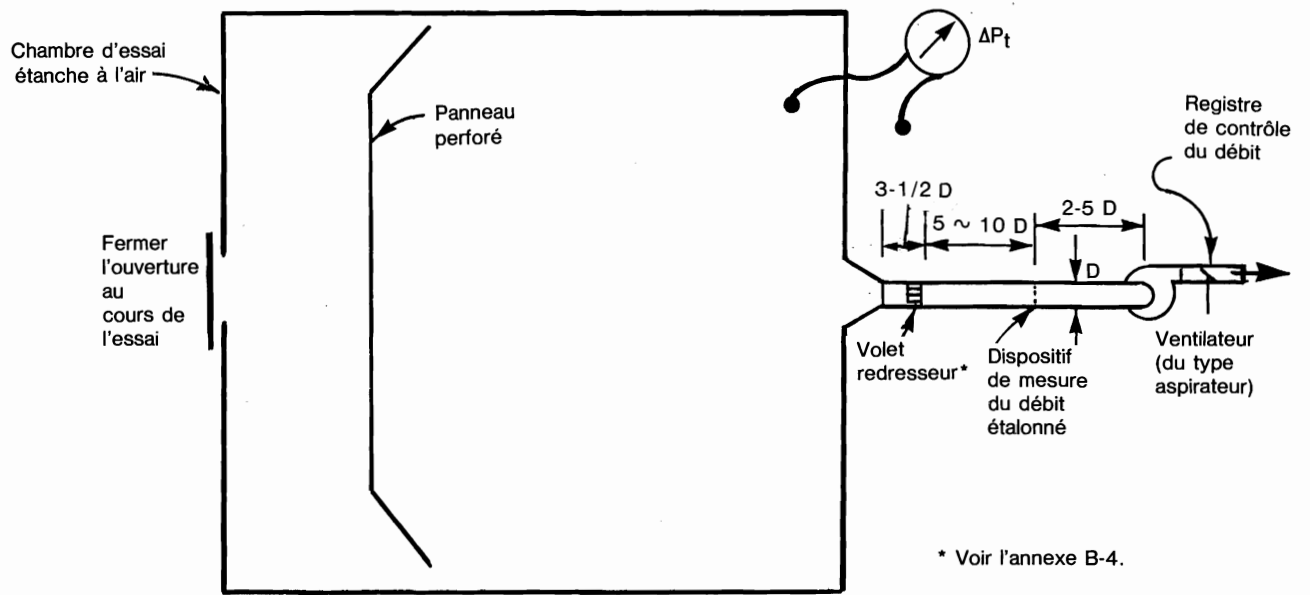 Chambre d'essai
étanche à l'air
Panneau
perforé
ΔPt
Registre
de contrôle
du débit
3-1/2 D
5 ~ 10 D
2-5 D
D
Fermer
l'ouverture
au
cours de
l'essai
Volet
redresseur*
Dispositif
de mesure
du débit
étalonné
Ventilateur
(du type
aspirateur)
* Voir l'annexe B-4.